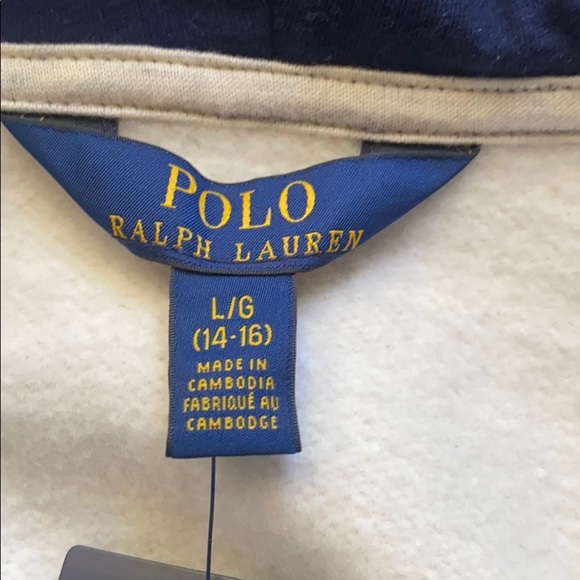 POLO
RALPH LAUREN
L/G
(14-16)
MADE IN
CAMBODIA
FABRIQUÉ AU
CAMBODGE